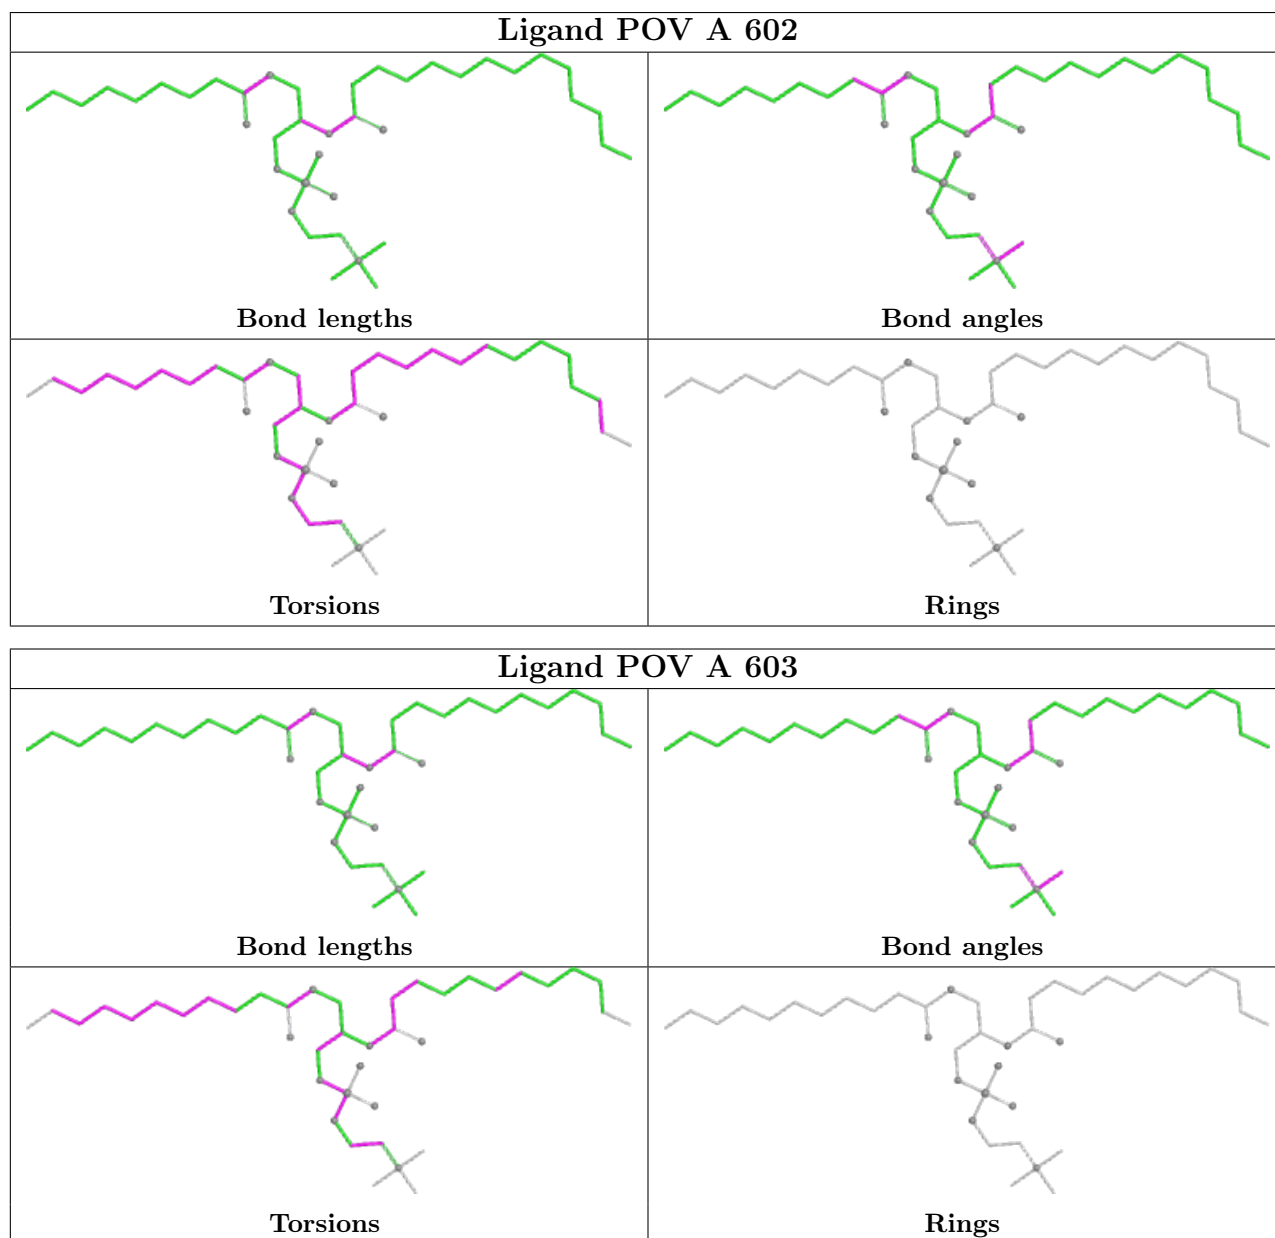 Ligand POV A 602
Bond lengths
Bond angles
Torsions
Rings
Ligand POV A 603
Bond lengths
Bond angles
Torsions
Rings